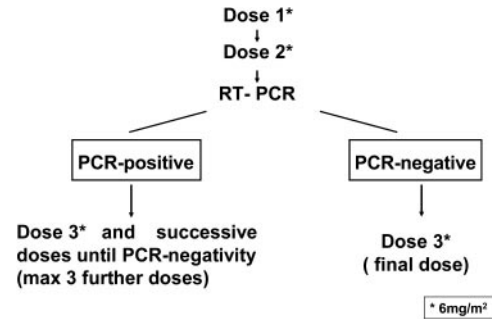 Dose 1*
Dose 2*
RT- PCR
PCR-positive
PCR-negative
Dose 3* and successive
doses until PCR-negativity
(max 3 further doses)
Dose 3*
( final dose)
* 6mg/m²